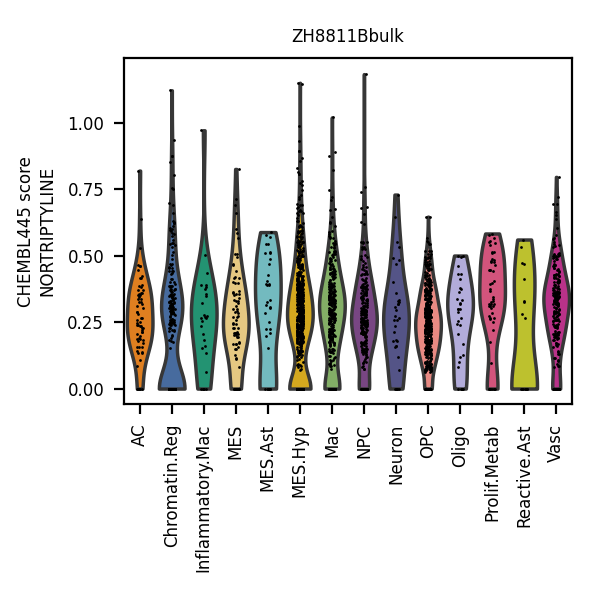 ZH8811Bbulk
CHEMBL445 score
NORTRIPTYLINE
1.00
0.75
0.50
0.25
0.00
AC
Chromatin.Reg
Inflammatory.Mac
MES
MES.Ast
MES.Hyp
Mac
NPC
Neuron
OPC
Oligo
Prolif.Metab
Reactive.Ast
Vasc